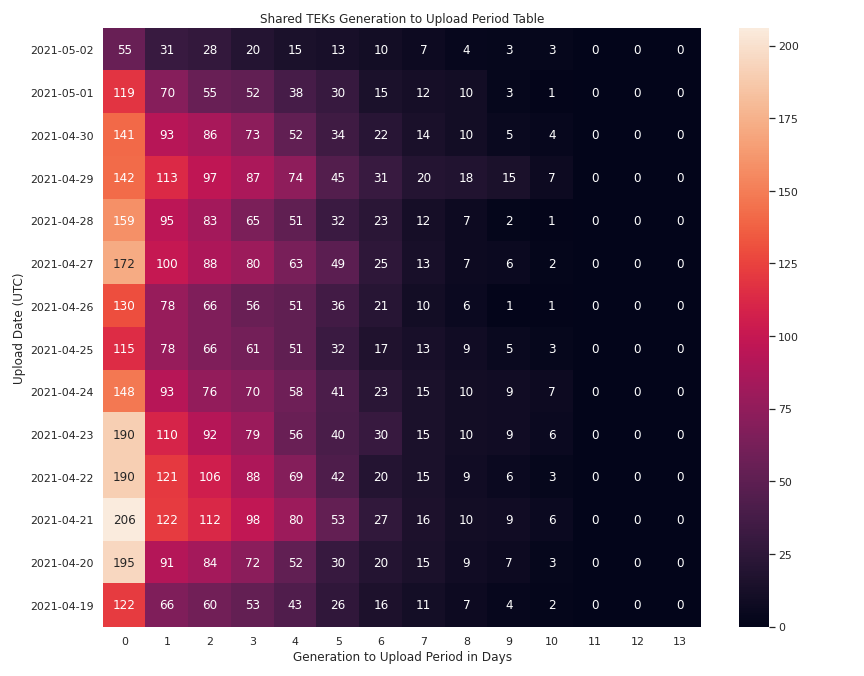 Shared TEKs Generation to Upload Period Table
Upload Date (UTC)
2021-05-02 55 31 28 20 15 13 10 7 4 3 3 0 0 0
2021-05-01 119 70 55 52 38 30 15 12 10 3 1 0 0 0
2021-04-30 141 93 86 73 52 34 22 14 10 5 4 0 0 0
2021-04-29 142 113 97 87 74 45 31 20 18 15 7 0 0 0
2021-04-28 159 95 83 65 51 32 23 12 7 2 1 0 0 0
2021-04-27 172 100 88 80 63 49 25 13 7 6 2 0 0 0
2021-04-26 130 78 66 56 51 36 21 10 6 1 1 0 0 0
2021-04-25 115 78 66 61 51 32 17 13 9 5 3 0 0 0
2021-04-24 148 93 76 70 58 41 23 15 10 9 7 0 0 0
2021-04-23 190 110 92 79 56 40 30 15 10 9 6 0 0 0
2021-04-22 190 121 106 88 69 42 20 15 9 6 3 0 0 0
2021-04-21 206 122 112 98 80 53 27 16 10 9 6 0 0 0
2021-04-20 195 91 84 72 52 30 20 15 9 7 3 0 0 0
2021-04-19 122 66 60 53 43 26 16 11 7 4 2 0 0 0
0 1 2 3 4 5 6 7 8 9 10 11 12 13
Generation to Upload Period in Days
200
175
150
125
100
75
50
25
0